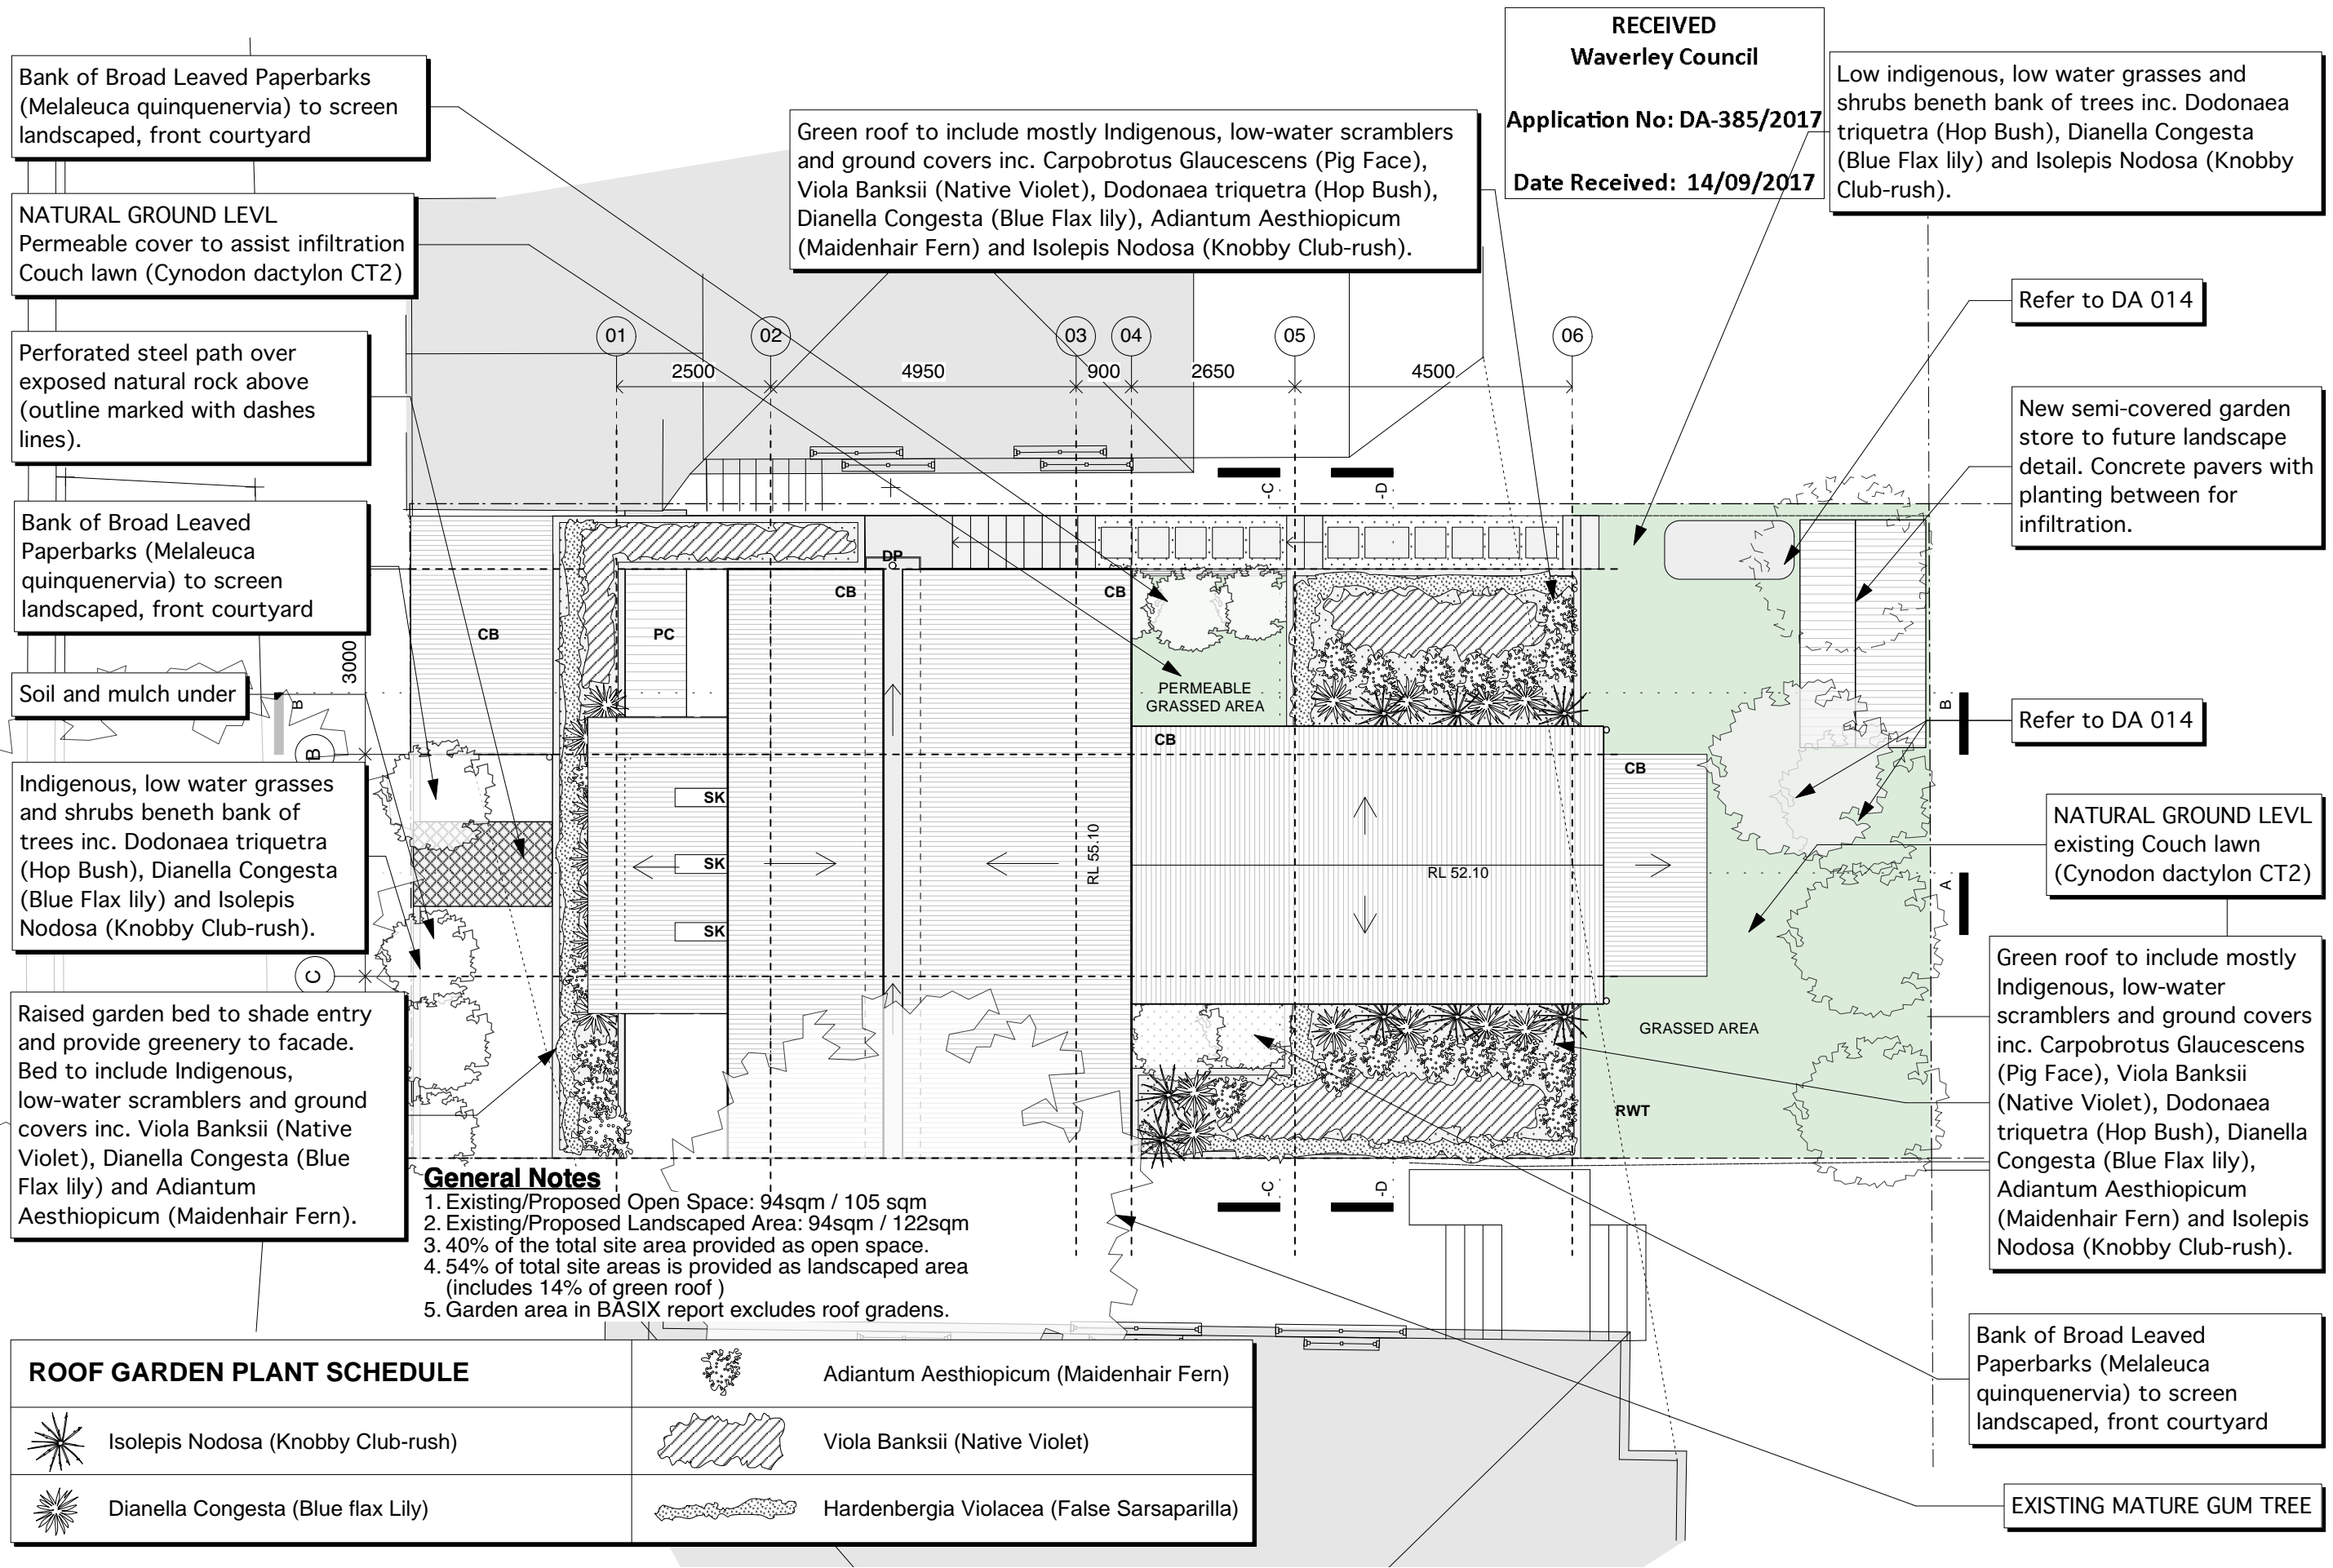 RECEIVED
Waverley Council
Application No: DA-385/2017
Date Received: 14/09/2017
Bank of Broad Leaved Paperbarks
(Melaleuca quinquenervia) to screen
landscaped, front courtyard
NATURAL GROUND LEVL
Permeable cover to assist infiltration
Couch lawn (Cynodon dactylon CT2)
Perforated steel path over
exposed natural rock above
(outline marked with dashes
lines).
Bank of Broad Leaved
Paperbarks (Melaleuca
quinquenervia) to screen
landscaped, front courtyard
Soil and mulch under
Indigenous, low water grasses
and shrubs beneth bank of
trees inc. Dodonaea triquetra
(Hop Bush), Dianella Congesta
(Blue Flax lily) and Isolepis
Nodosa (Knobby Club-rush).
Raised garden bed to shade entry
and provide greenery to facade.
Bed to include Indigenous,
low-water scramblers and ground
covers inc. Viola Banksii (Native
Violet), Dianella Congesta (Blue
Flax lily) and Adiantum
Aesthiopicum (Maidenhair Fern).
Green roof to include mostly Indigenous, low-water scramblers
and ground covers inc. Carpobrotus Glaucescens (Pig Face),
Viola Banksii (Native Violet), Dodonaea triquetra (Hop Bush),
Dianella Congesta (Blue Flax lily), Adiantum Aesthiopicum
(Maidenhair Fern) and Isolepis Nodosa (Knobby Club-rush).
Low indigenous, low water grasses and
shrubs beneth bank of trees inc. Dodonaea
triquetra (Hop Bush), Dianella Congesta
(Blue Flax lily) and Isolepis Nodosa (Knobby
Club-rush).
Refer to DA 014
New semi-covered garden
store to future landscape
detail. Concrete pavers with
planting between for
infiltration.
Refer to DA 014
NATURAL GROUND LEVL
existing Couch lawn
(Cynodon dactylon CT2)
Green roof to include mostly
Indigenous, low-water
scramblers and ground covers
inc. Carpobrotus Glaucescens
(Pig Face), Viola Banksii
(Native Violet), Dodonaea
triquetra (Hop Bush), Dianella
Congesta (Blue Flax lily),
Adiantum Aesthiopicum
(Maidenhair Fern) and Isolepis
Nodosa (Knobby Club-rush).
Bank of Broad Leaved
Paperbarks (Melaleuca
quinquenervia) to screen
landscaped, front courtyard
EXISTING MATURE GUM TREE
01 02 03 04 05 06
2500 4950 900 2650 4500
-C -D
DP
CB CB
CB PC
3000
B
B
C
PERMEABLE
GRASSED AREA
CB
CB
SK
SK
SK
RL 55.10
RL 52.10
B
A
GRASSED AREA
RWT
-C -D
General Notes
1. Existing/Proposed Open Space: 94sqm / 105 sqm
2. Existing/Proposed Landscaped Area: 94sqm / 122sqm
3. 40% of the total site area provided as open space.
4. 54% of total site areas is provided as landscaped area
(includes 14% of green roof )
5. Garden area in BASIX report excludes roof gradens.
ROOF GARDEN PLANT SCHEDULE
Isolepis Nodosa (Knobby Club-rush)
Dianella Congesta (Blue flax Lily)
Adiantum Aesthiopicum (Maidenhair Fern)
Viola Banksii (Native Violet)
Hardenbergia Violacea (False Sarsaparilla)